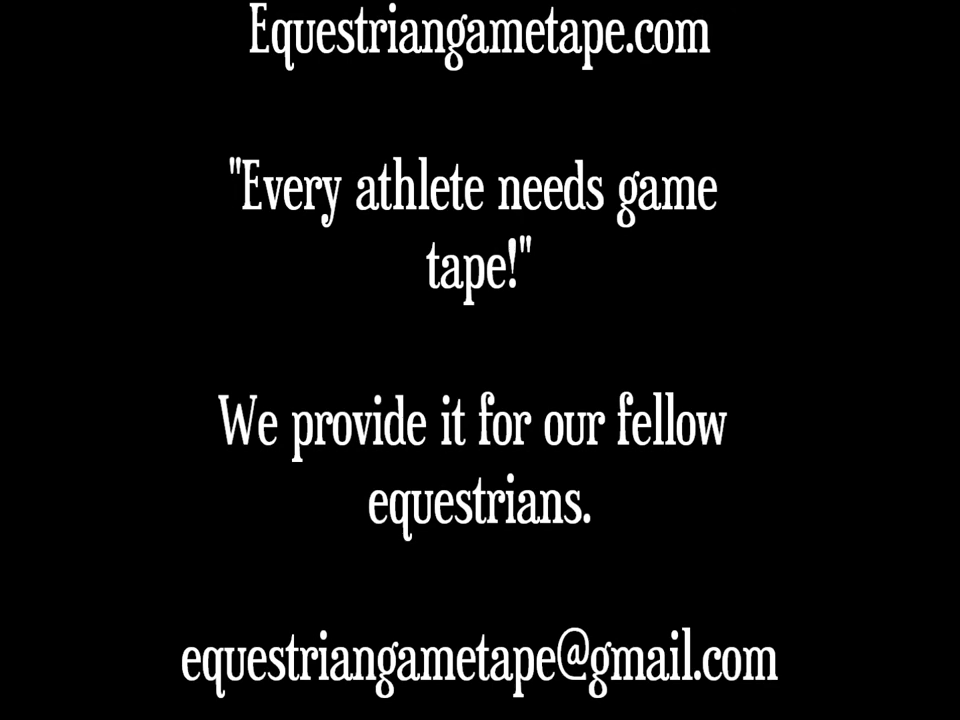 Equestriangametape.com
"Every athlete needs game
tape!"
We provide it for our fellow
equestrians.
equestriangametape@gmail.com